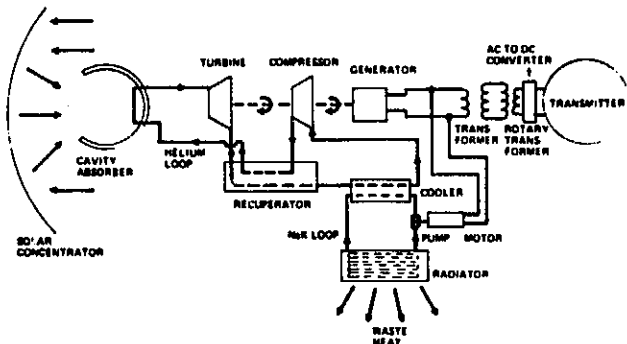 AC TO DC
CONVERTER
TURBINE
COMPRESSOR
GENERATOR
TRANSMITTER
TRANS
FORMER
ROTARY
TRANS
FORMER
CAVITY
ABSORBER
HELIUM
LOOP
RECUPERATOR
COOLER
SOLAR
CONCENTRATOR
NaK LOOP
PUMP
MOTOR
RADIATOR
WASTE
HEAT